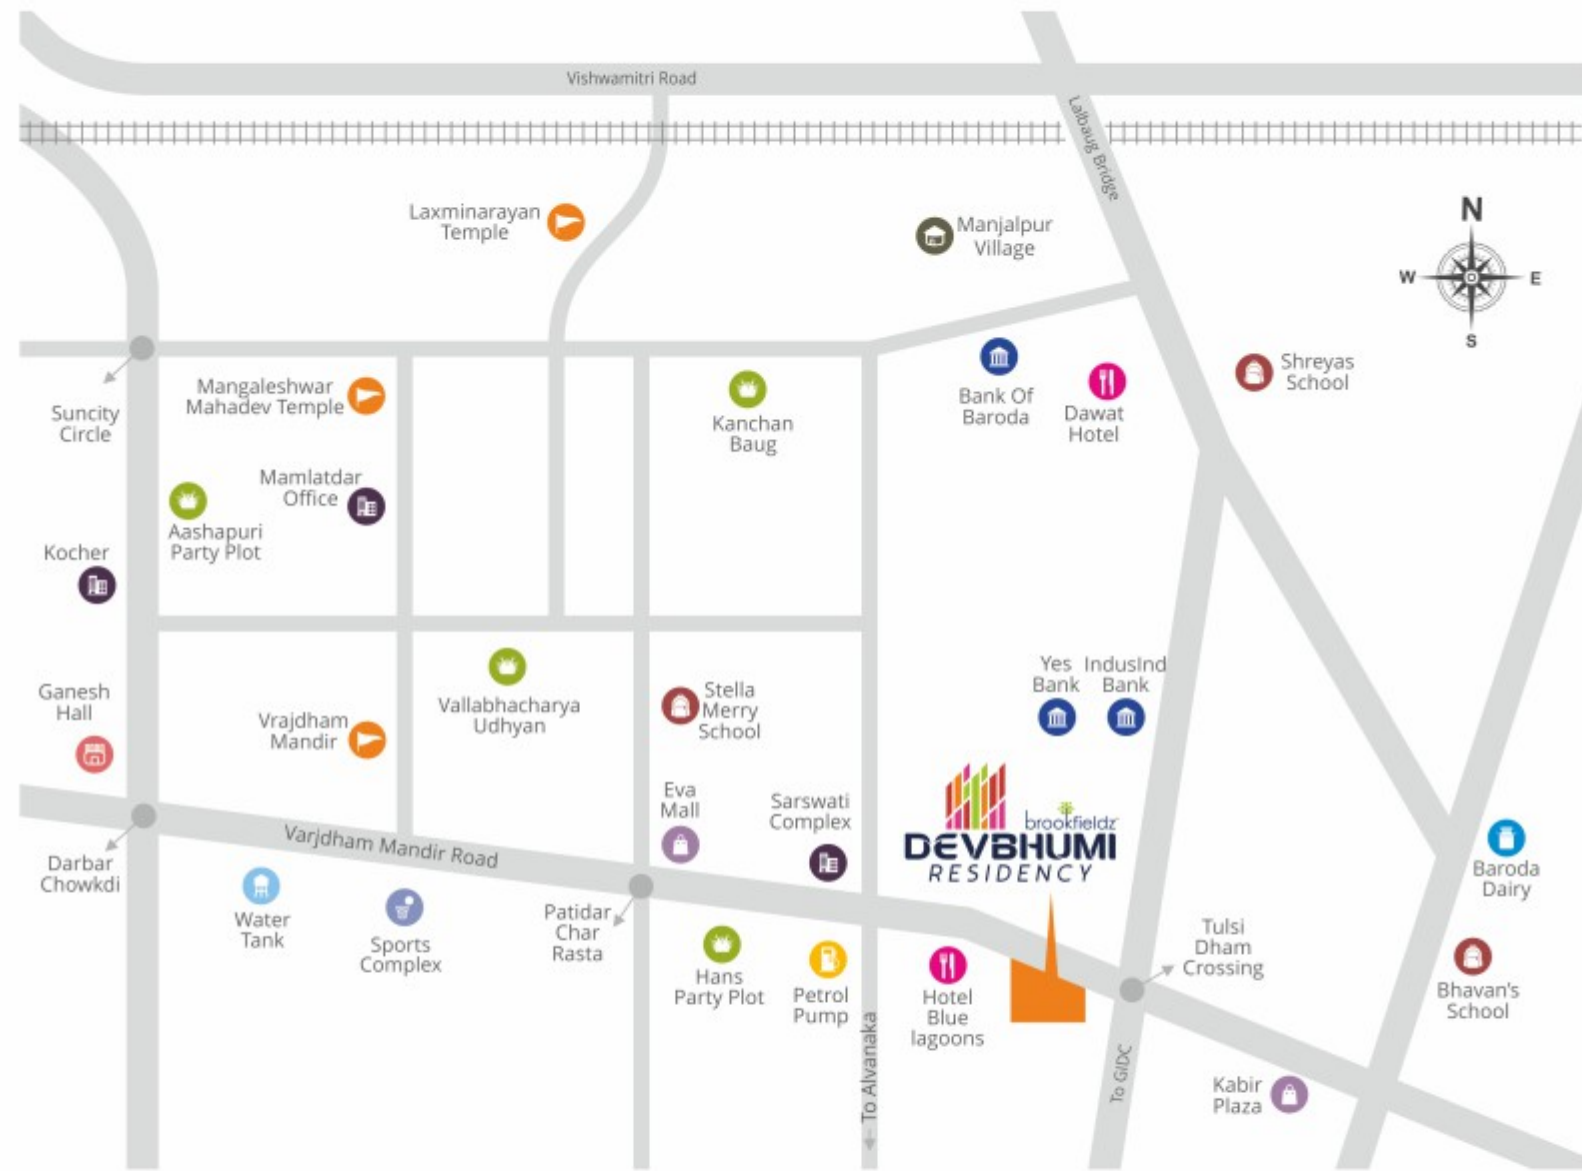 Vishwamitri Road
Lalbaug Bridge
Laxminarayan
Temple
Manjalpur
Village
N
W
E
S
Suncity
Circle
Mangaleshwar
Mahadev Temple
Kanchan
Baug
Bank Of
Baroda
Dawat
Hotel
Shreyas
School
Mamlatdar
Office
Aashapuri
Party Plot
Kocher
Ganesh
Hall
Vrajdham
Mandir
Vallabhacharya
Udhyan
Stella
Merry
School
Yes
Bank
IndusInd
Bank
Eva
Mall
Sarswati
Complex
brookfieldz
DEVBHUMI
RESIDENCY
Varjdham Mandir Road
Darbar
Chowkdi
Water
Tank
Sports
Complex
Patidar
Char
Rasta
Hans
Party Plot
Petrol
Pump
To Alvanaka
Hotel
Blue
lagoons
Tulsi
Dham
Crossing
To GIDC
Kabir
Plaza
Baroda
Dairy
Bhavan's
School